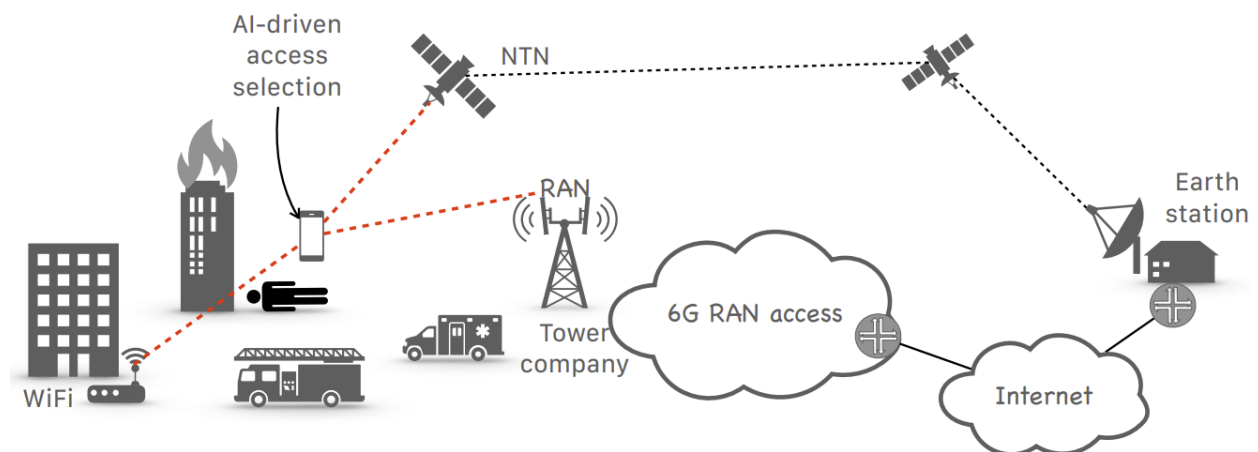 AI-driven
access
selection
NTN
RAN
Earth
station
6G RAN access
Tower
company
WiFi
Internet